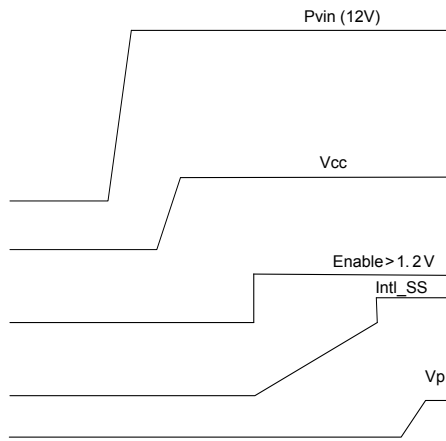 Pvin (12V)
Vcc
Enable>1.2V
Intl_SS
Vp